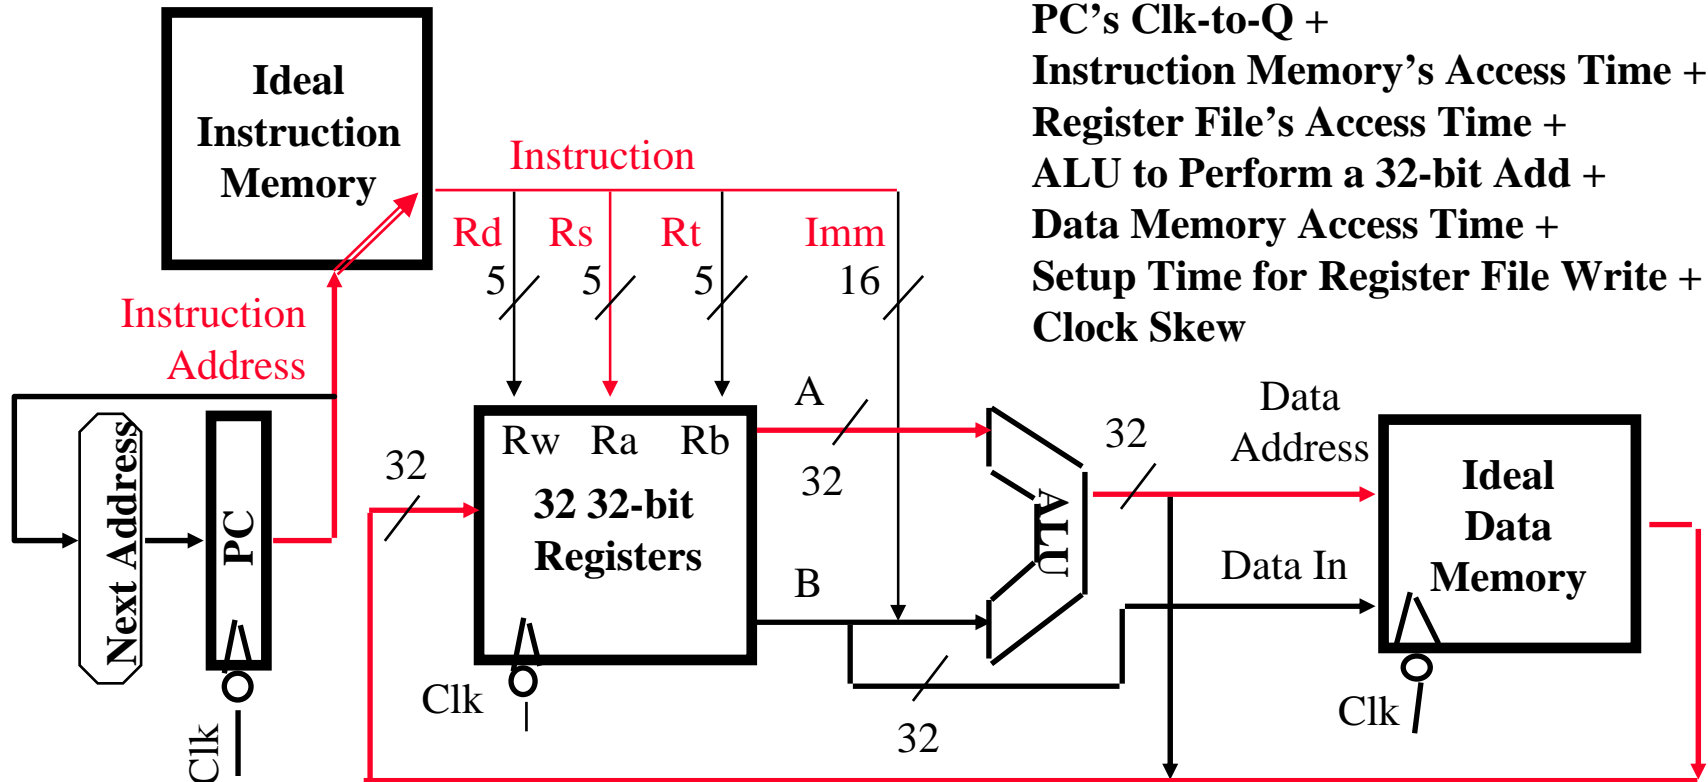 PC’s Clk-to-Q +
Instruction Memory’s Access Time +
Register File’s Access Time +
ALU to Perform a 32-bit Add +
Data Memory Access Time +
Setup Time for Register File Write +
Clock Skew
Ideal
Instruction
Memory
Instruction
Rd Rs Rt Imm
5 5 5 16
Instruction
Address
Next Address
PC
Clk
32
Rw Ra Rb
32 32-bit
Registers
Clk
A
32
B
32
ALU
32
Data
Address
Data In
Ideal
Data
Memory
Clk